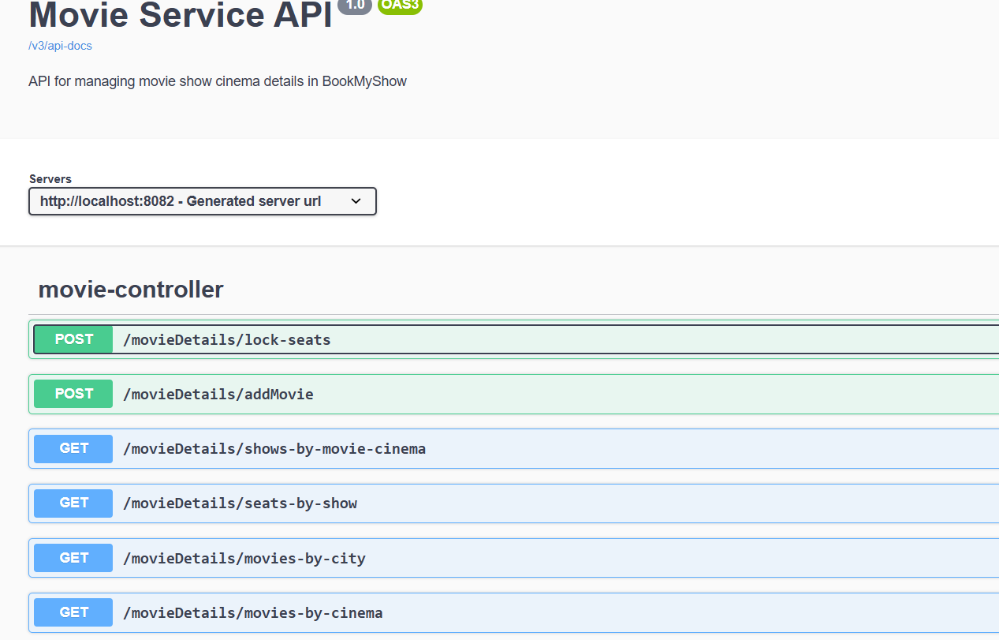 Movie Service API 1.0 OAS3
/v3/api-docs
API for managing movie show cinema details in BookMyShow
Servers
http://localhost:8082 - Generated server url
movie-controller
POST /movieDetails/lock-seats
POST /movieDetails/addMovie
GET /movieDetails/shows-by-movie-cinema
GET /movieDetails/seats-by-show
GET /movieDetails/movies-by-city
GET /movieDetails/movies-by-cinema